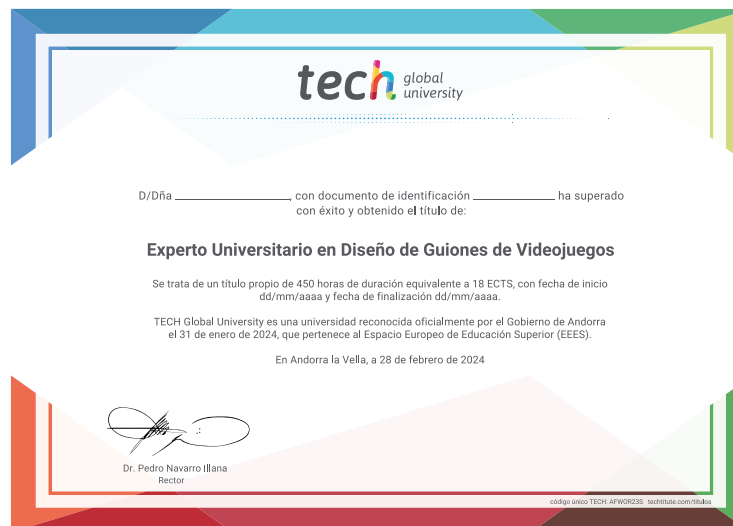 tech global
university
D/Dña ______________, con documento de identificación __________ ha superado
con éxito y obtenido el título de:
Experto Universitario en Diseño de Guiones de Videojuegos
Se trata de un título propio de 450 horas de duración equivalente a 18 ECTS, con fecha de inicio
dd/mm/aaaa y fecha de finalización dd/mm/aaaa.
TECH Global University es una universidad reconocida oficialmente por el Gobierno de Andorra
el 31 de enero de 2024, que pertenece al Espacio Europeo de Educación Superior (EEES).
En Andorra la Vella, a 28 de febrero de 2024
Dr. Pedro Navarro Illana
Rector
código único TECH: AFWOR23S techtitute.com/titulos